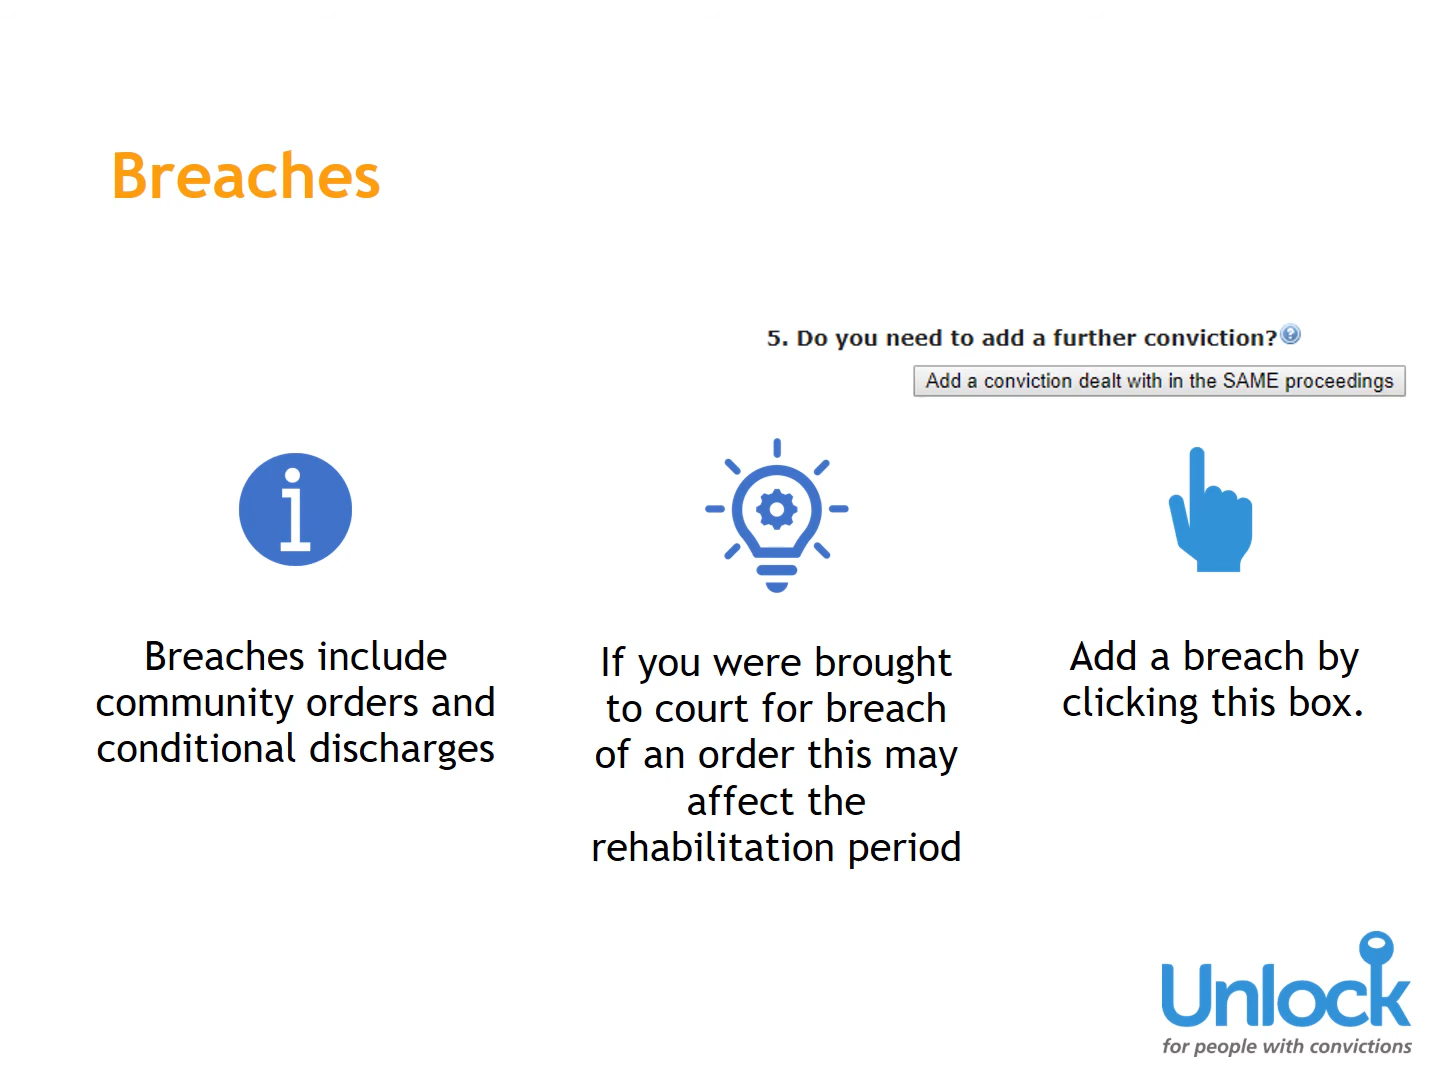 Breaches
5. Do you need to add a further conviction?
Add a conviction dealt with in the SAME proceedings
Breaches include
community orders and
conditional discharges
If you were brought
to court for breach
of an order this may
affect the
rehabilitation period
Add a breach by
clicking this box.
Unlock
for people with convictions